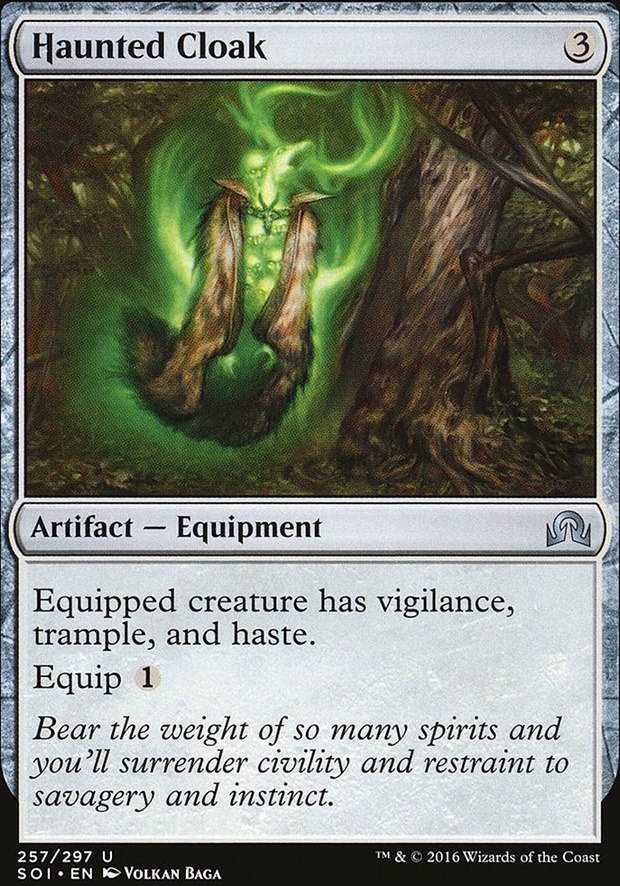 Haunted Cloak
3
Artifact — Equipment
Equipped creature has vigilance,
trample, and haste.
Equip 1
Bear the weight of so many spirits and
you'll surrender civility and restraint to
savagery and instinct.
257/297 U
SOI • EN Volkan Baga
™ & © 2016 Wizards of the Coast